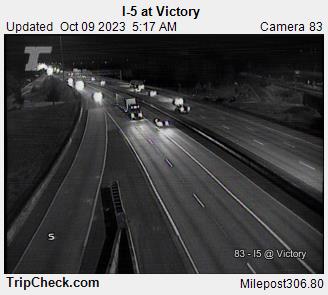 I-5 at Victory
Updated Oct 09 2023 5:17 AM Camera 83
S
83 - I5 @ Victory
TripCheck.com Milepost306.80